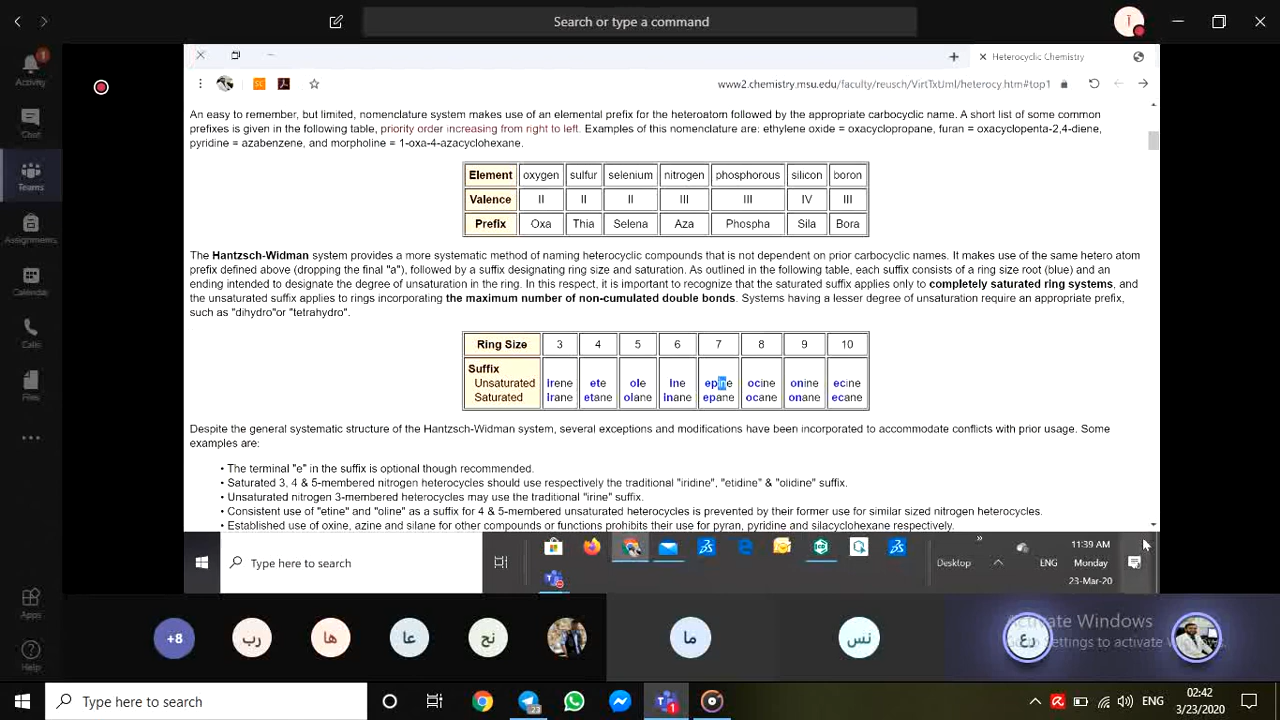 Search or type a command
Activity
1
Chat
Teams
Assignments
Calendar
Calls
Files
Apps
Help
Heterocyclic Chemistry
www2.chemistry.msu.edu/faculty/reusch/VirtTxtJml/heterocy.htm#top1
An easy to remember, but limited, nomenclature system makes use of an elemental prefix for the heteroatom followed by the appropriate carbocyclic name. A short list of some common
prefixes is given in the following table, priority order increasing from right to left. Examples of this nomenclature are: ethylene oxide = oxacyclopropane, furan = oxacyclopenta-2,4-diene,
pyridine = azabenzene, and morpholine = 1-oxa-4-azacyclohexane.
Element oxygen sulfur selenium nitrogen phosphorous silicon boron
Valence II II II III III IV III
Prefix Oxa Thia Selena Aza Phospha Sila Bora
The Hantzsch-Widman system provides a more systematic method of naming heterocyclic compounds that is not dependent on prior carbocyclic names. It makes use of the same hetero atom
prefix defined above (dropping the final "a"), followed by a suffix designating ring size and saturation. As outlined in the following table, each suffix consists of a ring size root (blue) and an
ending intended to designate the degree of unsaturation in the ring. In this respect, it is important to recognize that the saturated suffix applies only to completely saturated ring systems, and
the unsaturated suffix applies to rings incorporating the maximum number of non-cumulated double bonds. Systems having a lesser degree of unsaturation require an appropriate prefix,
such as "dihydro"or "tetrahydro".
Ring Size 3 4 5 6 7 8 9 10
Suffix
Unsaturated Irene ete ole Ine epine ocine onine ecine
Saturated Irane etane olane Inane epane ocane onane ecane
Despite the general systematic structure of the Hantzsch-Widman system, several exceptions and modifications have been incorporated to accommodate conflicts with prior usage. Some
examples are:
• The terminal "e" in the suffix is optional though recommended.
• Saturated 3, 4 & 5-membered nitrogen heterocycles should use respectively the traditional "iridine", "etidine" & "olidine" suffix.
• Unsaturated nitrogen 3-membered heterocycles may use the traditional "irine" suffix.
• Consistent use of "etine" and "oline" as a suffix for 4 & 5-membered unsaturated heterocycles is prevented by their former use for similar sized nitrogen heterocycles.
• Established use of oxine, azine and silane for other compounds or functions prohibits their use for pyran, pyridine and silacyclohexane respectively.
Type here to search
Desktop
ENG
11:39 AM
Monday
23-Mar-20
+8
رب
ها
عا
نح
ما
نس
رع
Activate Windows
Go to Settings to activate Windows.
Type here to search
23
1
ENG
02:42
3/23/2020